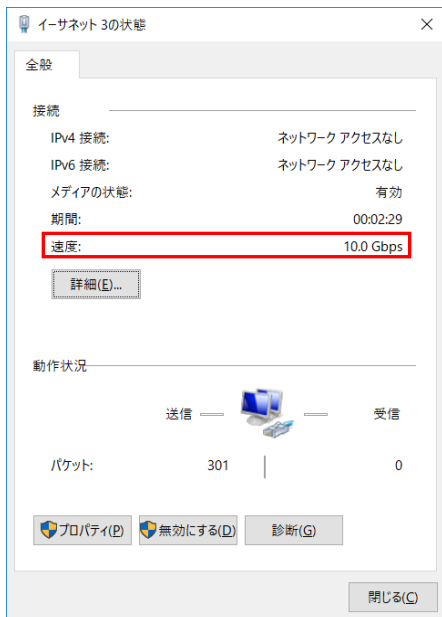 イーサネット 3の状態
全般
接続
IPv4 接続: ネットワーク アクセスなし
IPv6 接続: ネットワーク アクセスなし
メディアの状態: 有効
期間: 00:02:29
速度: 10.0 Gbps
詳細(E)...
動作状況
送信 受信
パケット: 301 0
プロパティ(P) 無効にする(D) 診断(G)
閉じる(C)